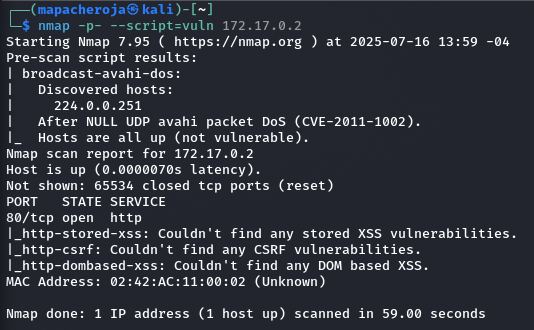 ┌──(mapacheroja㉿kali)-[~]
└─$ nmap -p- --script=vuln 172.17.0.2
Starting Nmap 7.95 ( https://nmap.org ) at 2025-07-16 13:59 -04
Pre-scan script results:
| broadcast-avahi-dos:
|   Discovered hosts:
|     224.0.0.251
|   After NULL UDP avahi packet DoS (CVE-2011-1002).
|_  Hosts are all up (not vulnerable).
Nmap scan report for 172.17.0.2
Host is up (0.0000070s latency).
Not shown: 65534 closed tcp ports (reset)
PORT   STATE SERVICE
80/tcp open  http
|_http-stored-xss: Couldn't find any stored XSS vulnerabilities.
|_http-csrf: Couldn't find any CSRF vulnerabilities.
|_http-dombased-xss: Couldn't find any DOM based XSS.
MAC Address: 02:42:AC:11:00:02 (Unknown)
Nmap done: 1 IP address (1 host up) scanned in 59.00 seconds